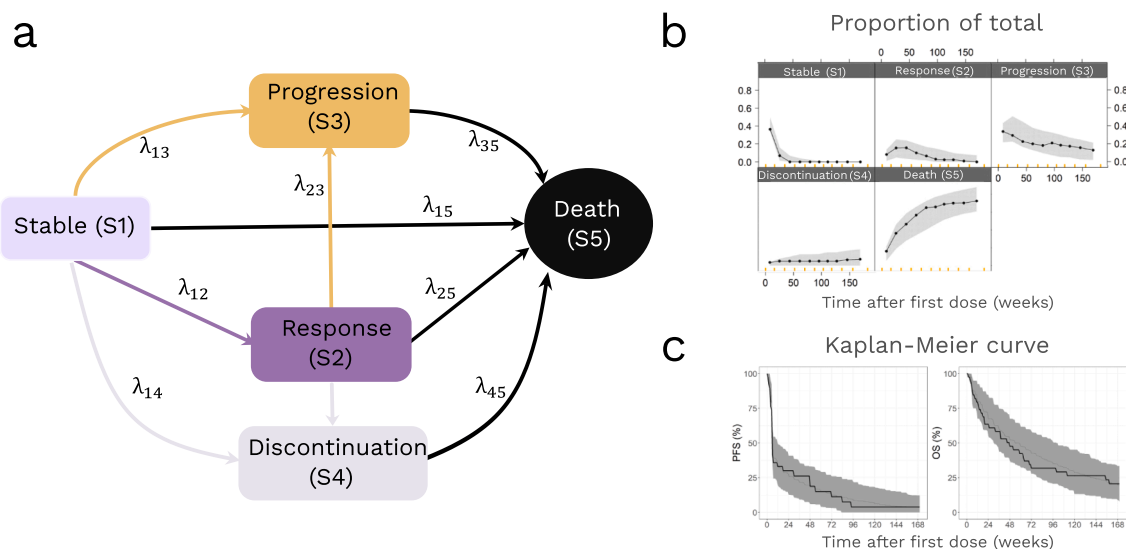 a
Progression
(S3)
λ13
λ35
λ23
Stable (S1)
λ15
Death
(S5)
λ12
λ25
Response
(S2)
λ14
λ45
Discontinuation
(S4)
b
Proportion of total
0 50 100 150
Stable (S1) Response(S2) Progression (S3)
0.8 0.8
0.6 0.6
0.4 0.4
0.2 0.2
0.0 0.0
Discontinuation(S4) Death (S5)
0 50 100 150
0 50 100 150
Time after first dose (weeks)
c
Kaplan-Meier curve
PFS (%)
100
75
50
25
0
0 24 48 72 96 120 144 168
OS (%)
100
75
50
25
0
0 24 48 72 96 120 144 168
Time after first dose (weeks)